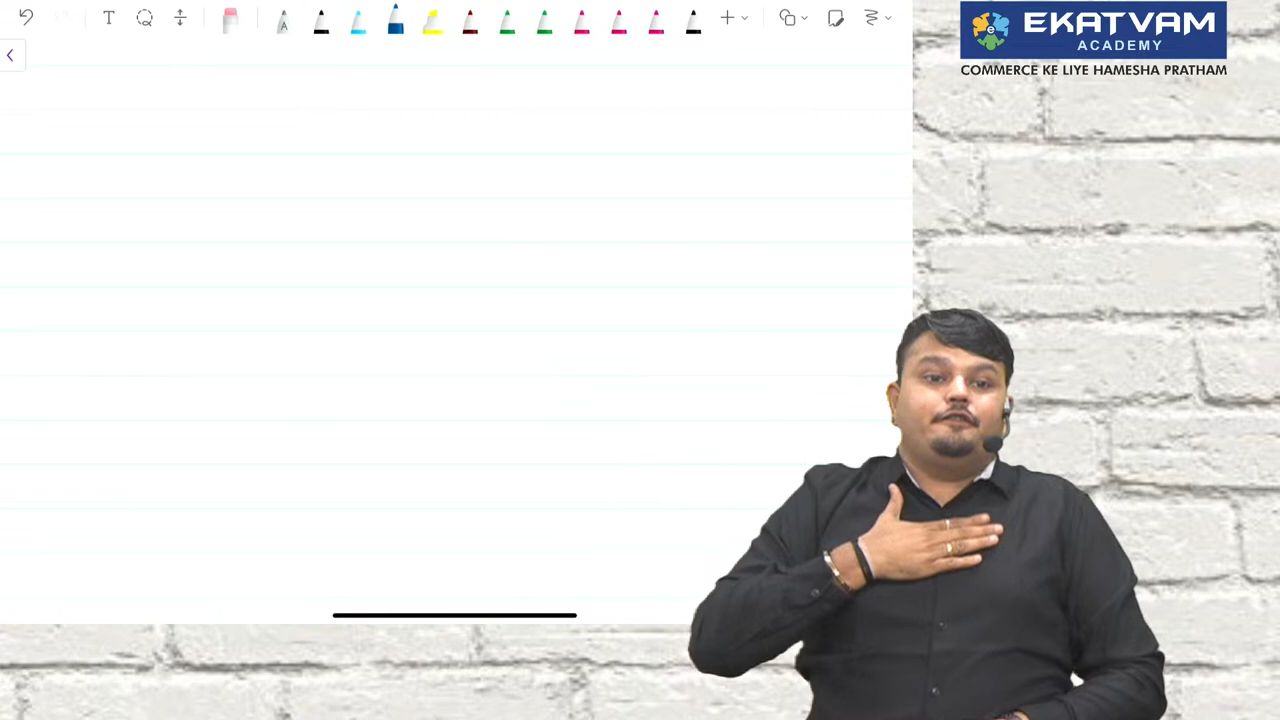 T
A
EKATVAM
ACADEMY
COMMERCE KE LIYE HAMESHA PRATHAM